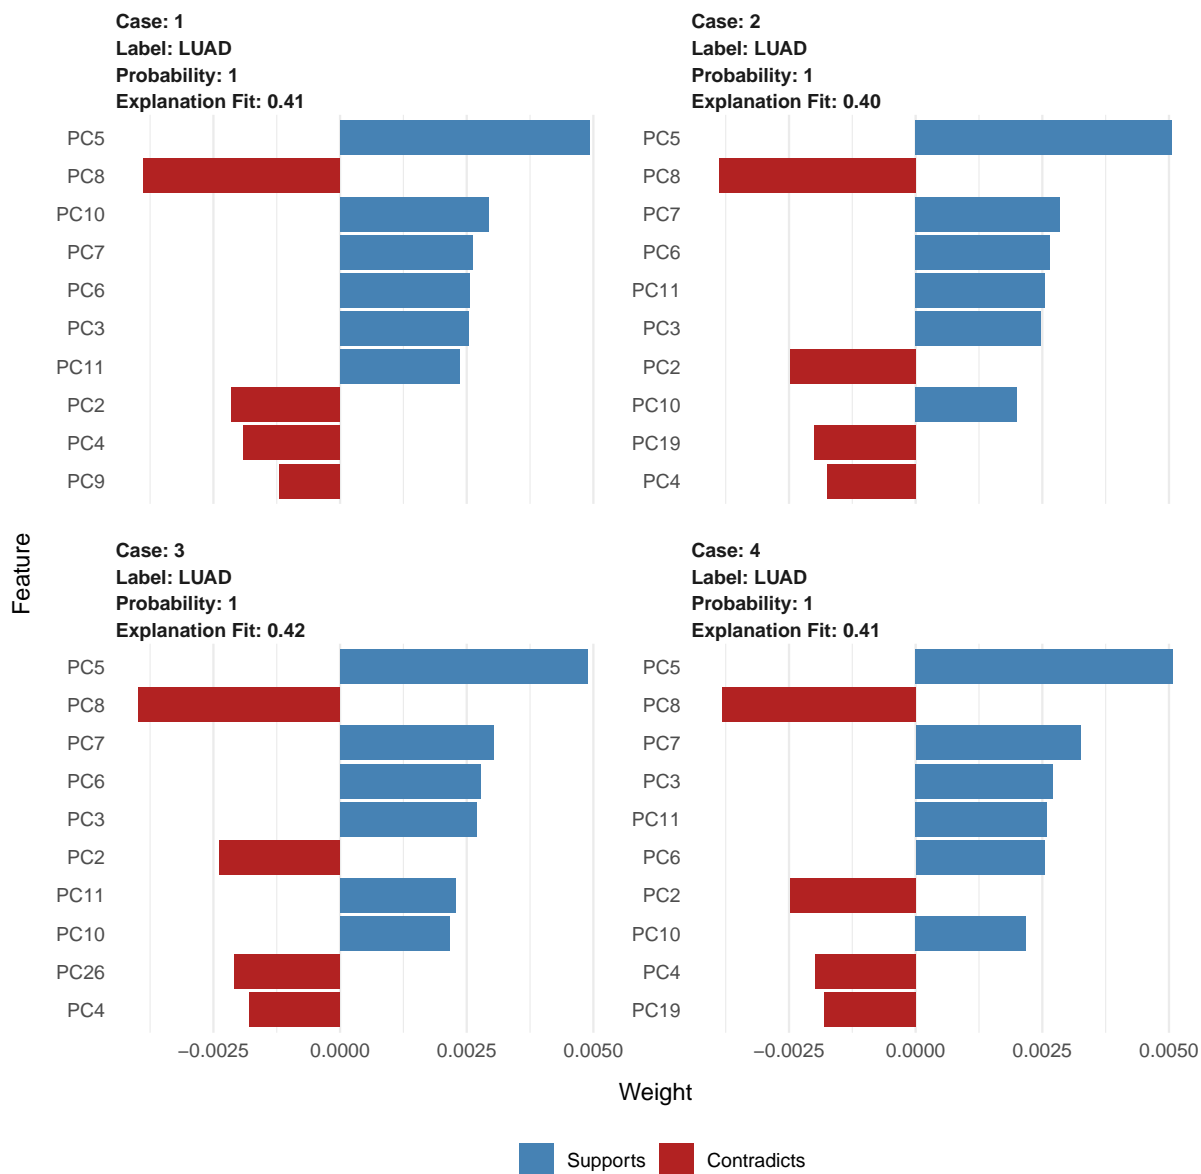 Case: 1
Label: LUAD
Probability: 1
Explanation Fit: 0.41
PC5
PC8
PC10
PC7
PC6
PC3
PC11
PC2
PC4
PC9
Case: 2
Label: LUAD
Probability: 1
Explanation Fit: 0.40
PC5
PC8
PC7
PC6
PC11
PC3
PC2
PC10
PC19
PC4
Feature
Case: 3
Label: LUAD
Probability: 1
Explanation Fit: 0.42
PC5
PC8
PC7
PC6
PC3
PC2
PC11
PC10
PC26
PC4
−0.0025 0.0000 0.0025 0.0050
Case: 4
Label: LUAD
Probability: 1
Explanation Fit: 0.41
PC5
PC8
PC7
PC3
PC11
PC6
PC2
PC10
PC4
PC19
−0.0025 0.0000 0.0025 0.0050
Weight
Supports Contradicts